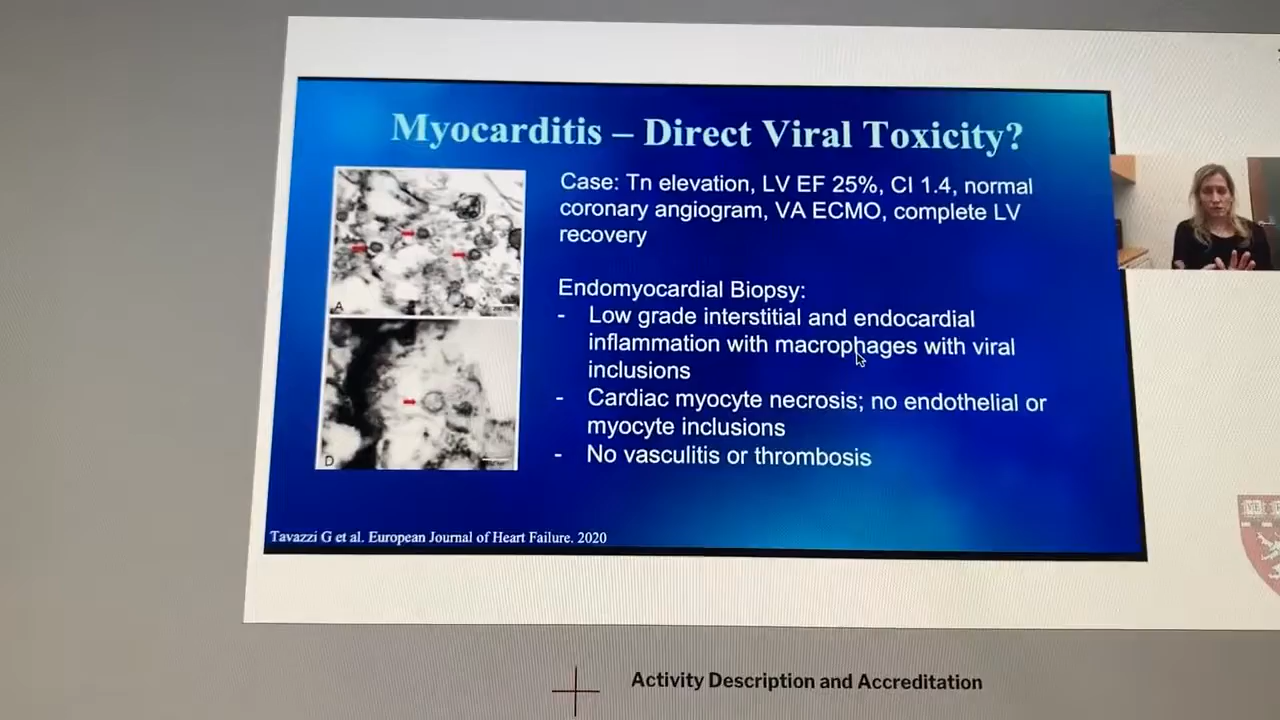 Myocarditis – Direct Viral Toxicity?
Case: Tn elevation, LV EF 25%, CI 1.4, normal
coronary angiogram, VA ECMO, complete LV
recovery
Endomyocardial Biopsy:
- Low grade interstitial and endocardial
inflammation with macrophages with viral
inclusions
- Cardiac myocyte necrosis; no endothelial or
myocyte inclusions
- No vasculitis or thrombosis
A
D
Tavazzi G et al. European Journal of Heart Failure. 2020
Activity Description and Accreditation